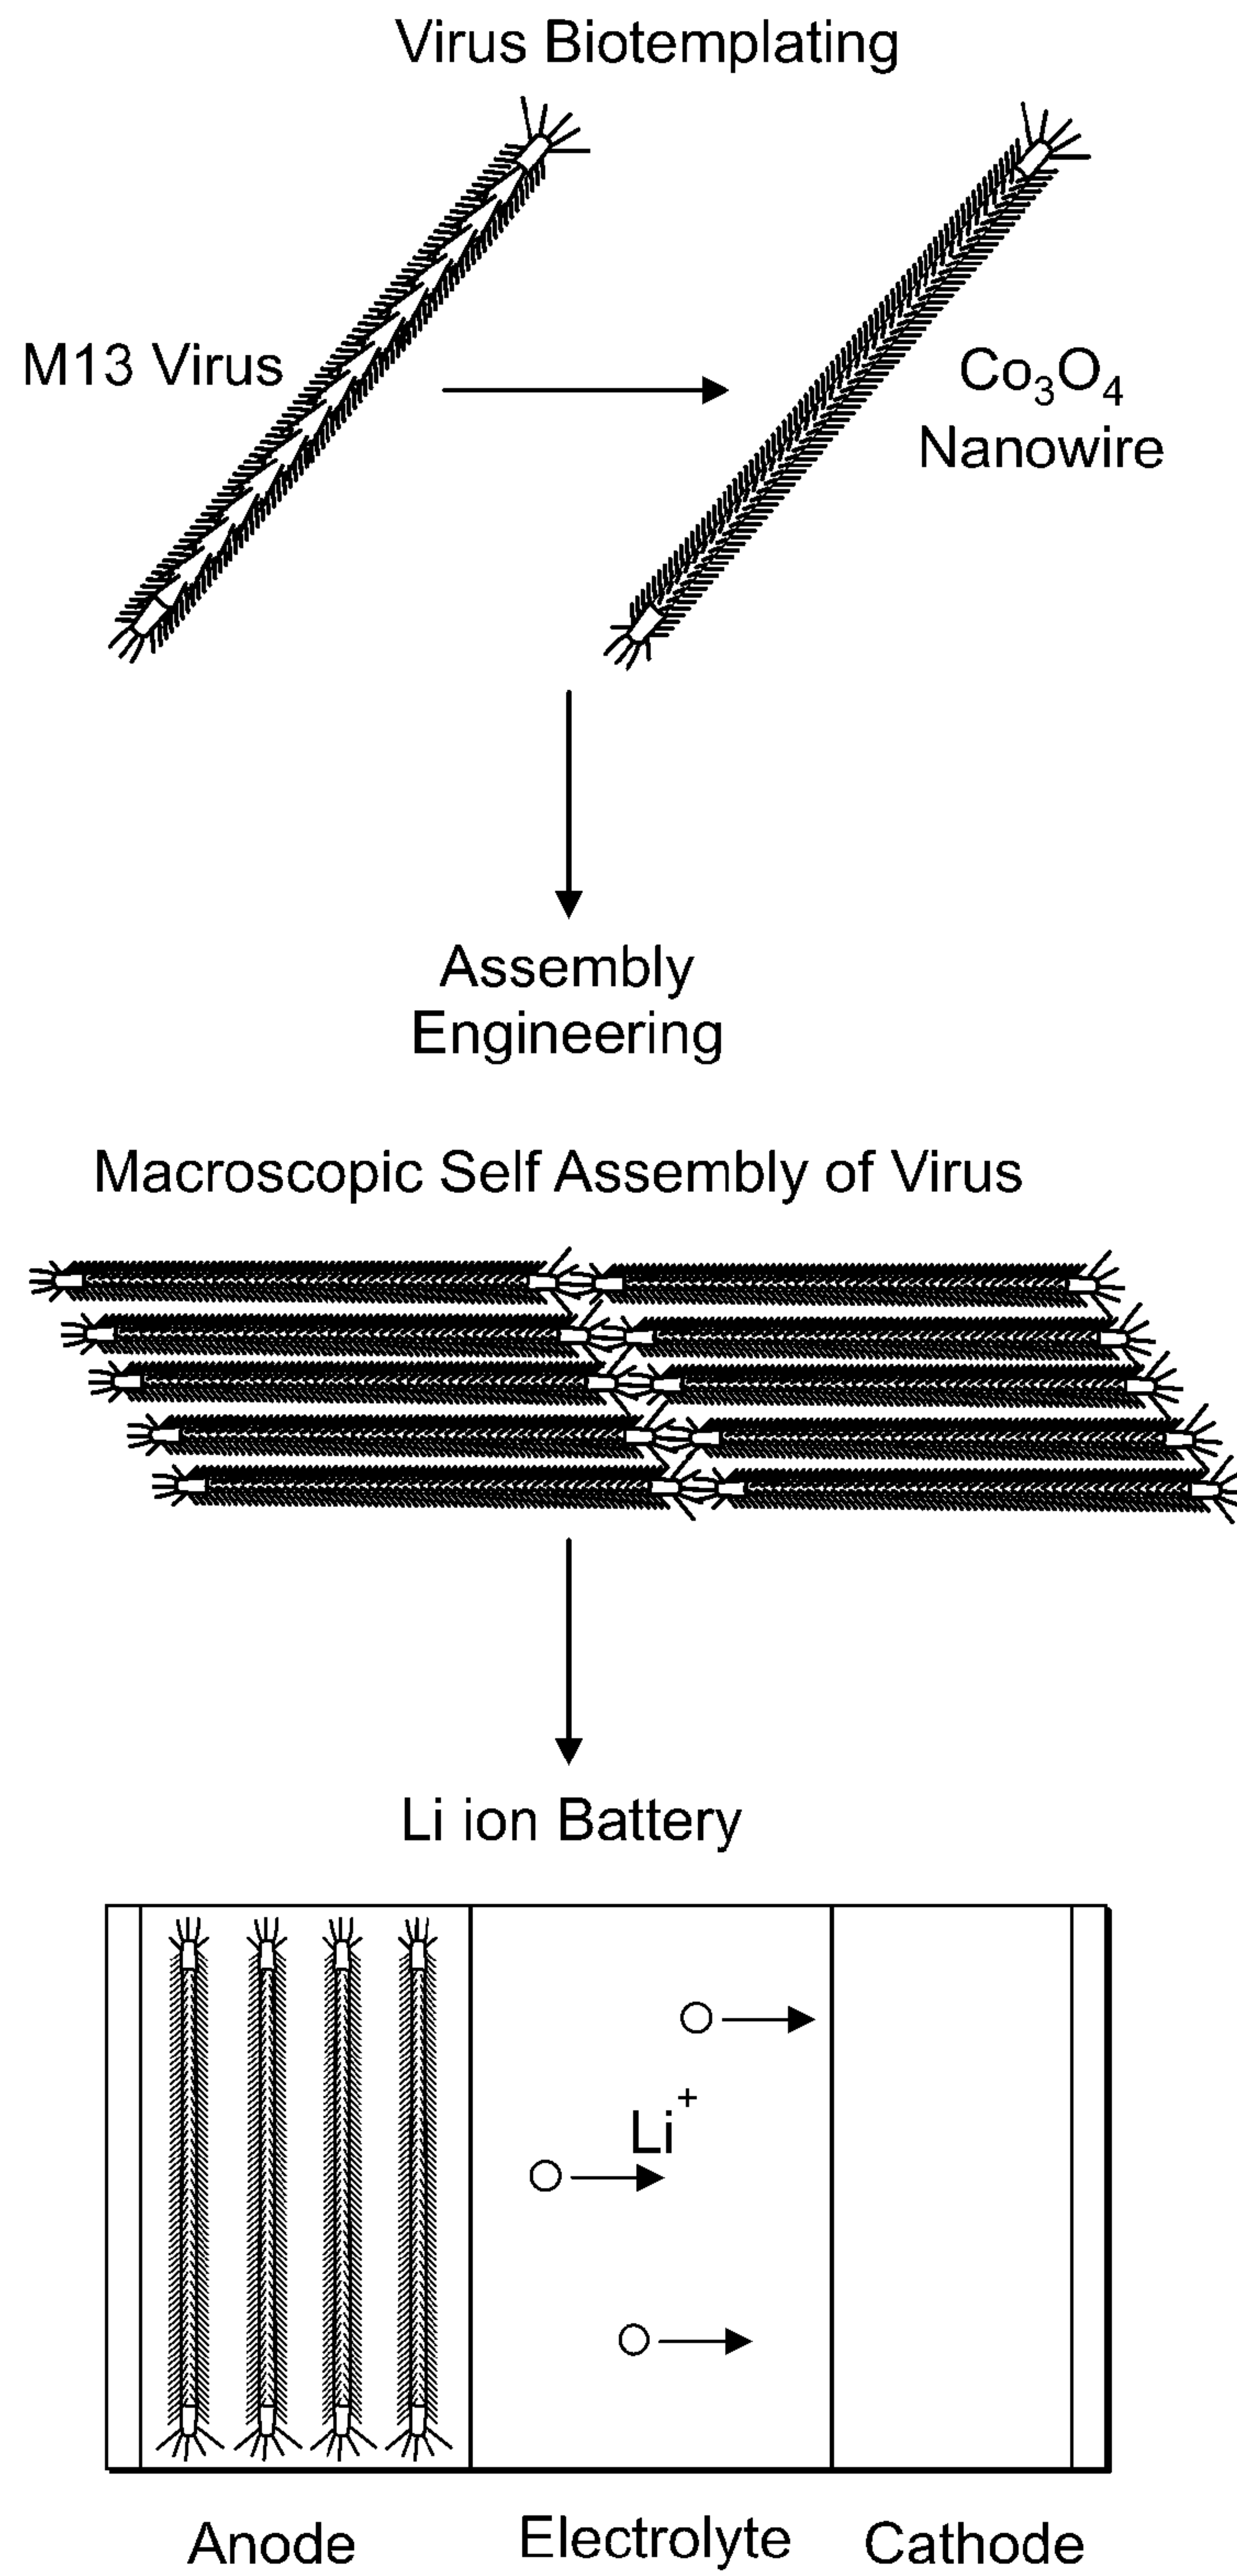 Virus Biotemplating
M13 Virus
Co₃O₄
Nanowire
Assembly
Engineering
Macroscopic Self Assembly of Virus
Li ion Battery
Li⁺
Anode
Electrolyte
Cathode